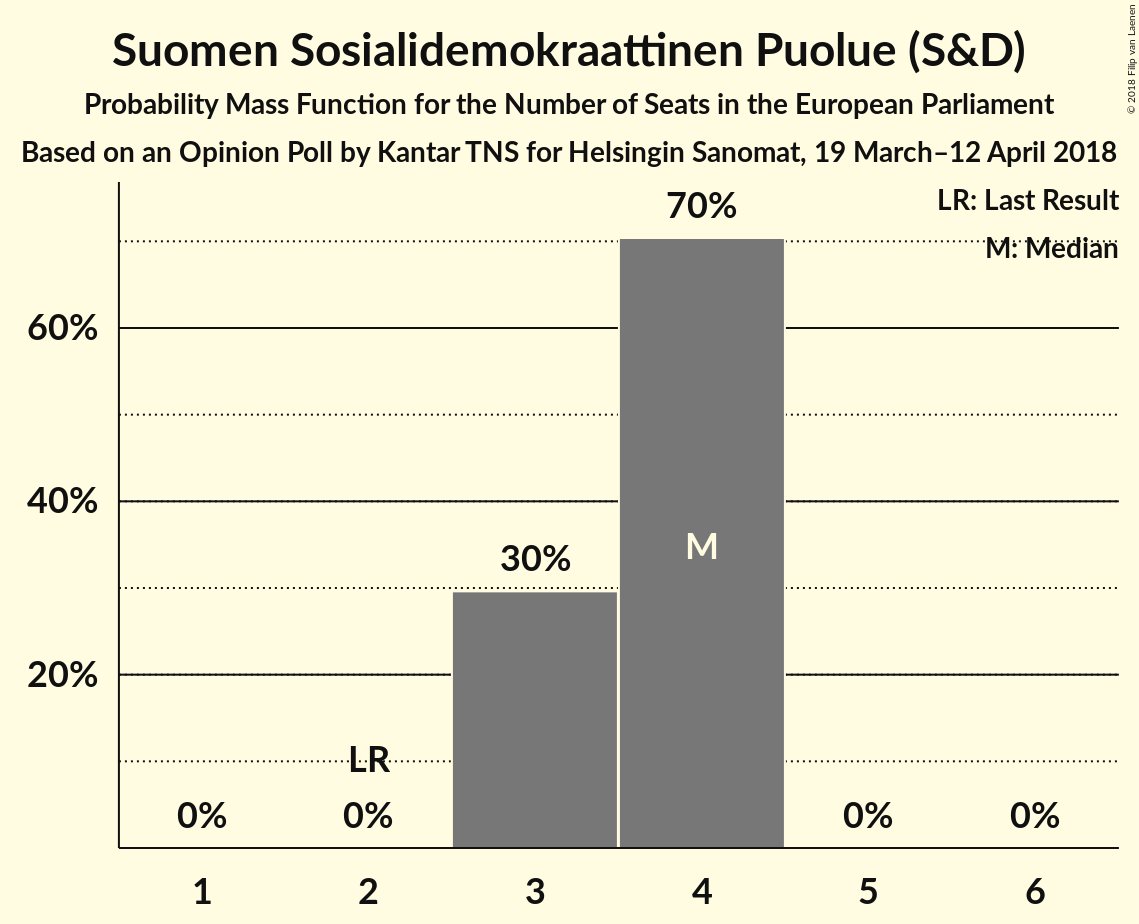 Suomen Sosialidemokraattinen Puolue (S&D)
Probability Mass Function for the Number of Seats in the European Parliament
Based on an Opinion Poll by Kantar TNS for Helsingin Sanomat, 19 March–12 April 2018
© 2018 Filip van Laenen
LR: Last Result
M: Median
70%
60%
40%
30%
M
20%
LR
0% 0% 0% 0%
1 2 3 4 5 6